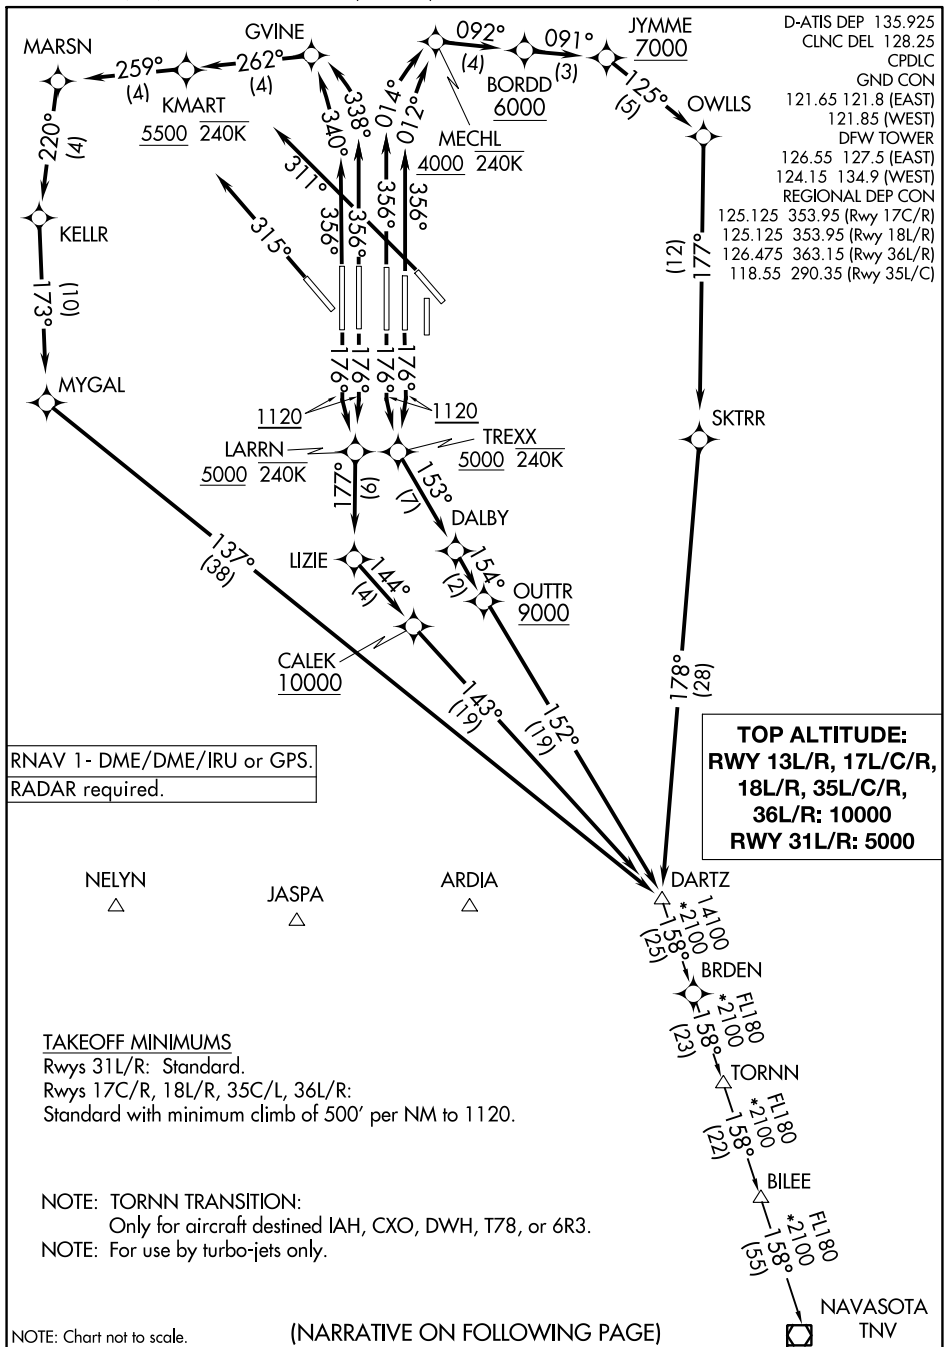 D-ATIS DEP 135.925
CLNC DEL 128.25
CPDLC
GND CON
121.65 121.8 (EAST)
121.85 (WEST)
DFW TOWER
126.55 127.5 (EAST)
124.15 134.9 (WEST)
REGIONAL DEP CON
125.125 353.95 (Rwy 17C/R)
125.125 353.95 (Rwy 18L/R)
126.475 363.15 (Rwy 36L/R)
118.55 290.35 (Rwy 35L/C)
MARSN
259°
(4)
KMART
5500 240K
262°
(4)
GVINE
340°
338°
014°
012°
MECHL
4000 240K
092°
(4)
BORDD
6000
091°
(3)
JYMME
7000
125°
(5)
OWLLS
177°
(12)
SKTRR
178°
(28)
220°
(4)
KELLR
173°
(10)
MYGAL
137°
(38)
315°
311°
356°
356°
356°
356°
176°
176°
176°
176°
1120
1120
LARRN
5000 240K
TREXX
5000 240K
177°
(9)
153°
(7)
DALBY
LIZIE
144°
(4)
154°
(2)
OUTTR
9000
CALEK
10000
143°
(19)
152°
(19)
RNAV 1- DME/DME/IRU or GPS.
RADAR required.
TOP ALTITUDE:
RWY 13L/R, 17L/C/R,
18L/R, 35L/C/R,
36L/R: 10000
RWY 31L/R: 5000
NELYN
JASPA
ARDIA
DARTZ
14100
*2100
158°
(25)
BRDEN
FL180
*2100
158°
(23)
TORNN
FL180
*2100
158°
(22)
BILEE
FL180
*2100
158°
(55)
NAVASOTA
TNV
TAKEOFF MINIMUMS
Rwys 31L/R: Standard.
Rwys 17C/R, 18L/R, 35C/L, 36L/R:
Standard with minimum climb of 500' per NM to 1120.
NOTE: TORNN TRANSITION:
Only for aircraft destined IAH, CXO, DWH, T78, or 6R3.
NOTE: For use by turbo-jets only.
NOTE: Chart not to scale.
(NARRATIVE ON FOLLOWING PAGE)